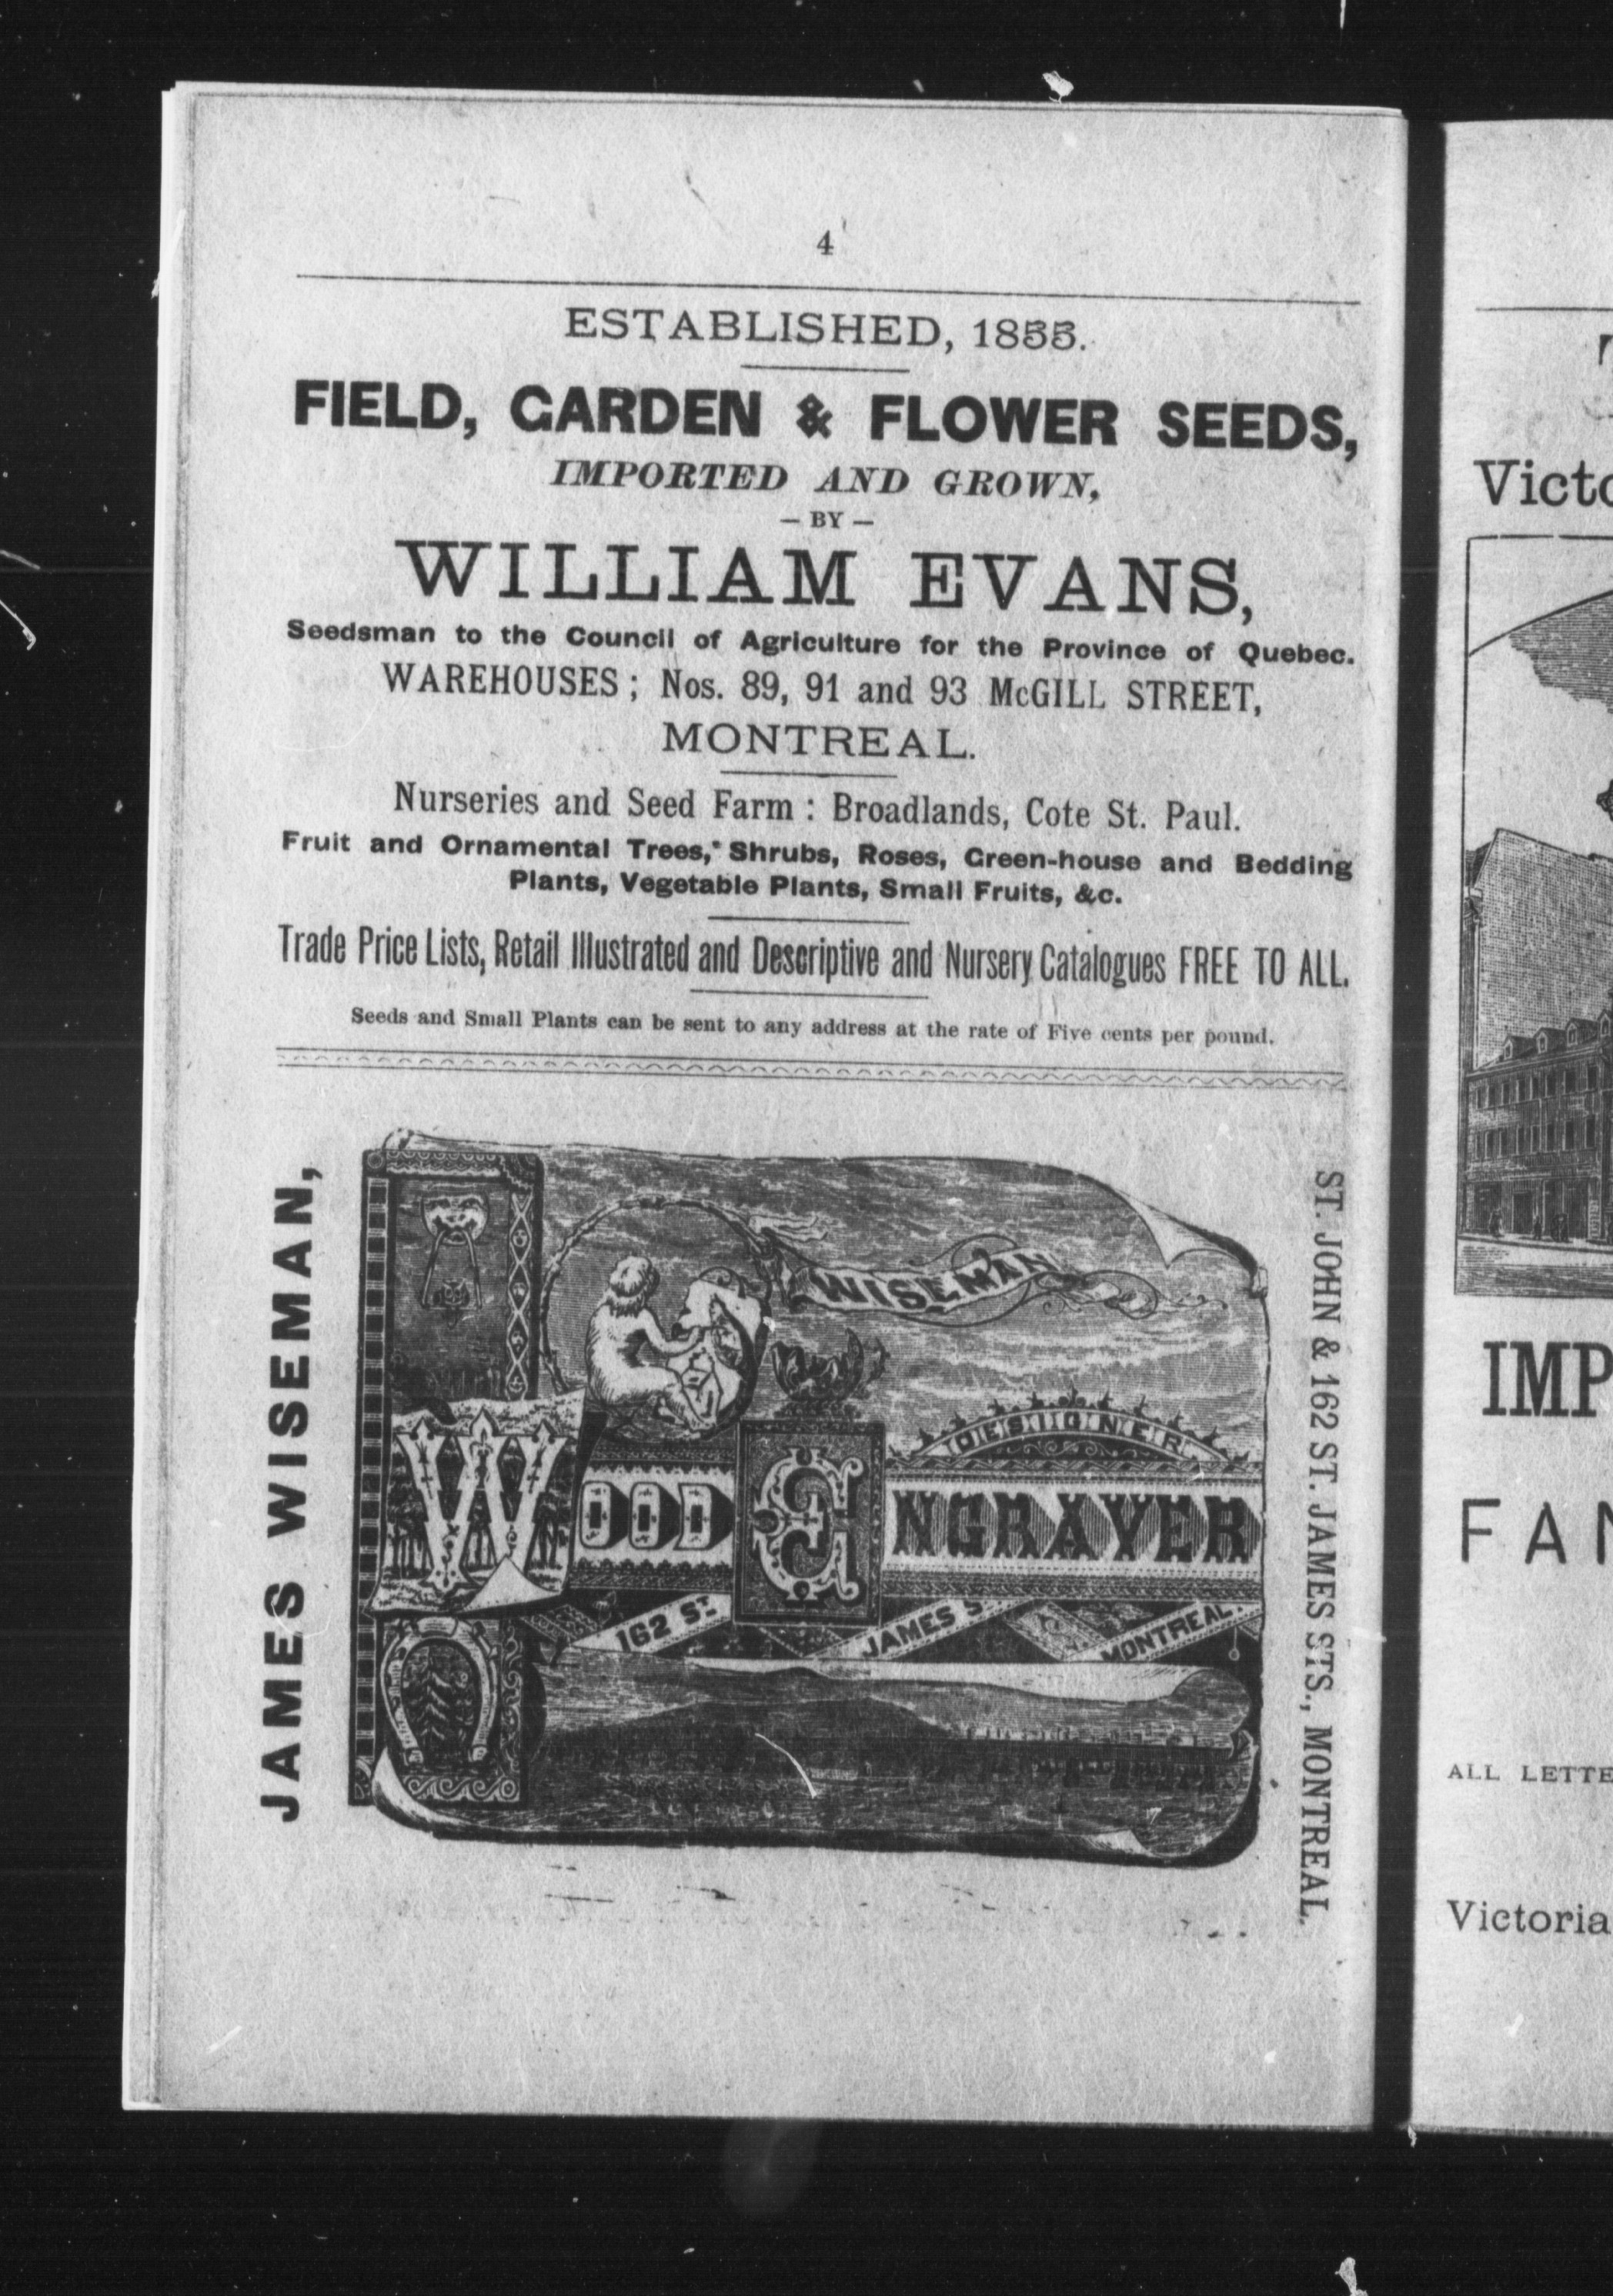 4
ESTABLISHED, 1855.
FIELD, GARDEN & FLOWER SEEDS,
IMPORTED AND GROWN,
— BY —
WILLIAM EVANS,
Seedsman to the Council of Agriculture for the Province of Quebec.
WAREHOUSES ; Nos. 89, 91 and 93 McGILL STREET,
MONTREAL.
Nurseries and Seed Farm : Broadlands, Cote St. Paul.
Fruit and Ornamental Trees, Shrubs, Roses, Green-house and Bedding
Plants, Vegetable Plants, Small Fruits, &c.
Trade Price Lists, Retail Illustrated and Descriptive and Nursery Catalogues FREE TO ALL.
Seeds and Small Plants can be sent to any address at the rate of Five cents per pound.
JAMES WISEMAN,
WISEMAN
DESIGNER
WOOD ENGRAVER
162 ST.
JAMES S.
MONTREAL.
ST. JOHN & 162 ST. JAMES STS., MONTREAL.
Victo
IMP
FAN
ALL LETTE
Victoria